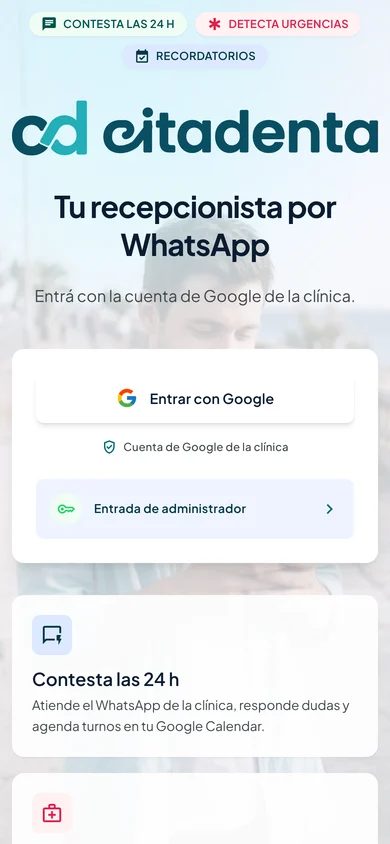 CONTESTA LAS 24 H
DETECTA URGENCIAS
RECORDATORIOS
cd citadenta
Tu recepcionista por
WhatsApp
Entrá con la cuenta de Google de la clínica.
Entrar con Google
Cuenta de Google de la clínica
Entrada de administrador
Contesta las 24 h
Atiende el WhatsApp de la clínica, responde dudas y
agenda turnos en tu Google Calendar.